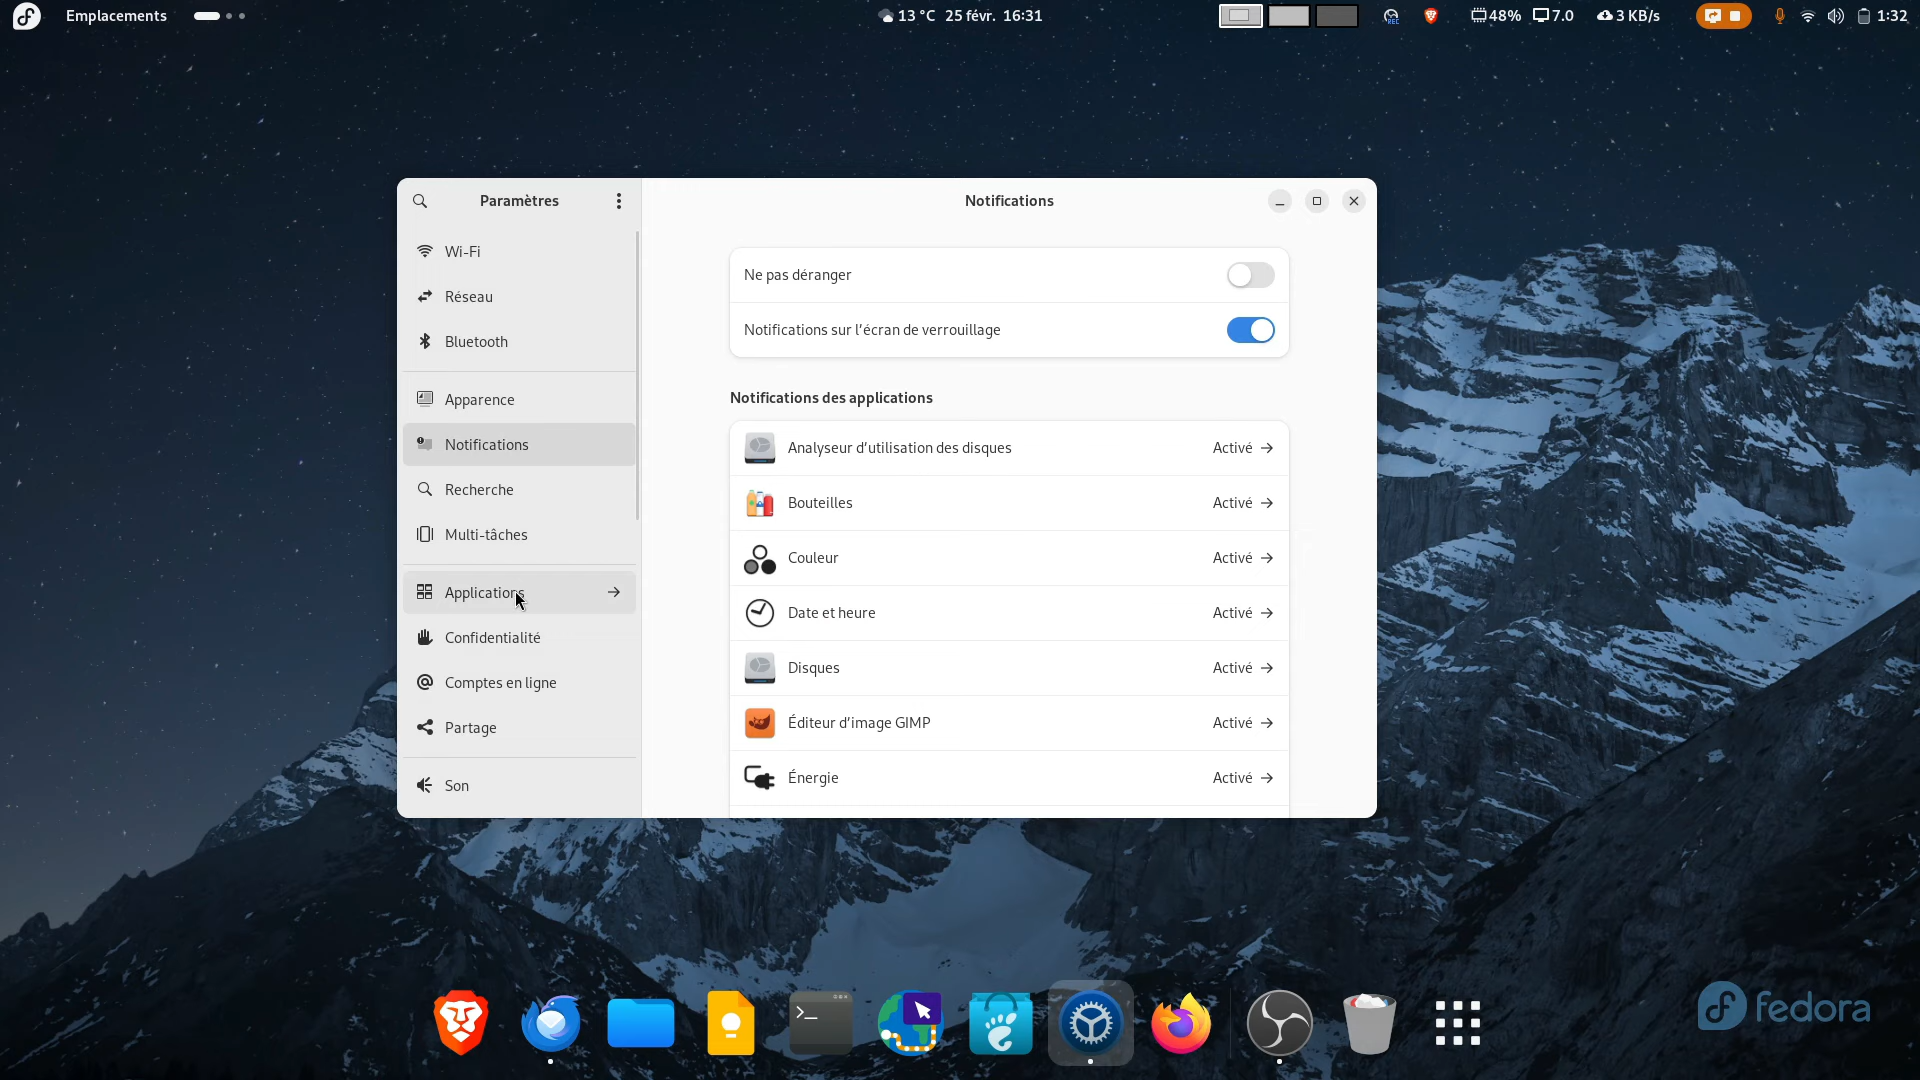 Emplacements
13 °C 25 févr. 16:31
REC
48% 7.0 3 KB/s
1:32
Paramètres
Notifications
Wi-Fi
Réseau
Bluetooth
Apparence
Notifications
Recherche
Multi-tâches
Applications
Confidentialité
Comptes en ligne
Partage
Son
Ne pas déranger
Notifications sur l’écran de verrouillage
Notifications des applications
Analyseur d’utilisation des disques Activé
Bouteilles Activé
Couleur Activé
Date et heure Activé
Disques Activé
Éditeur d’image GIMP Activé
Énergie Activé
fedora